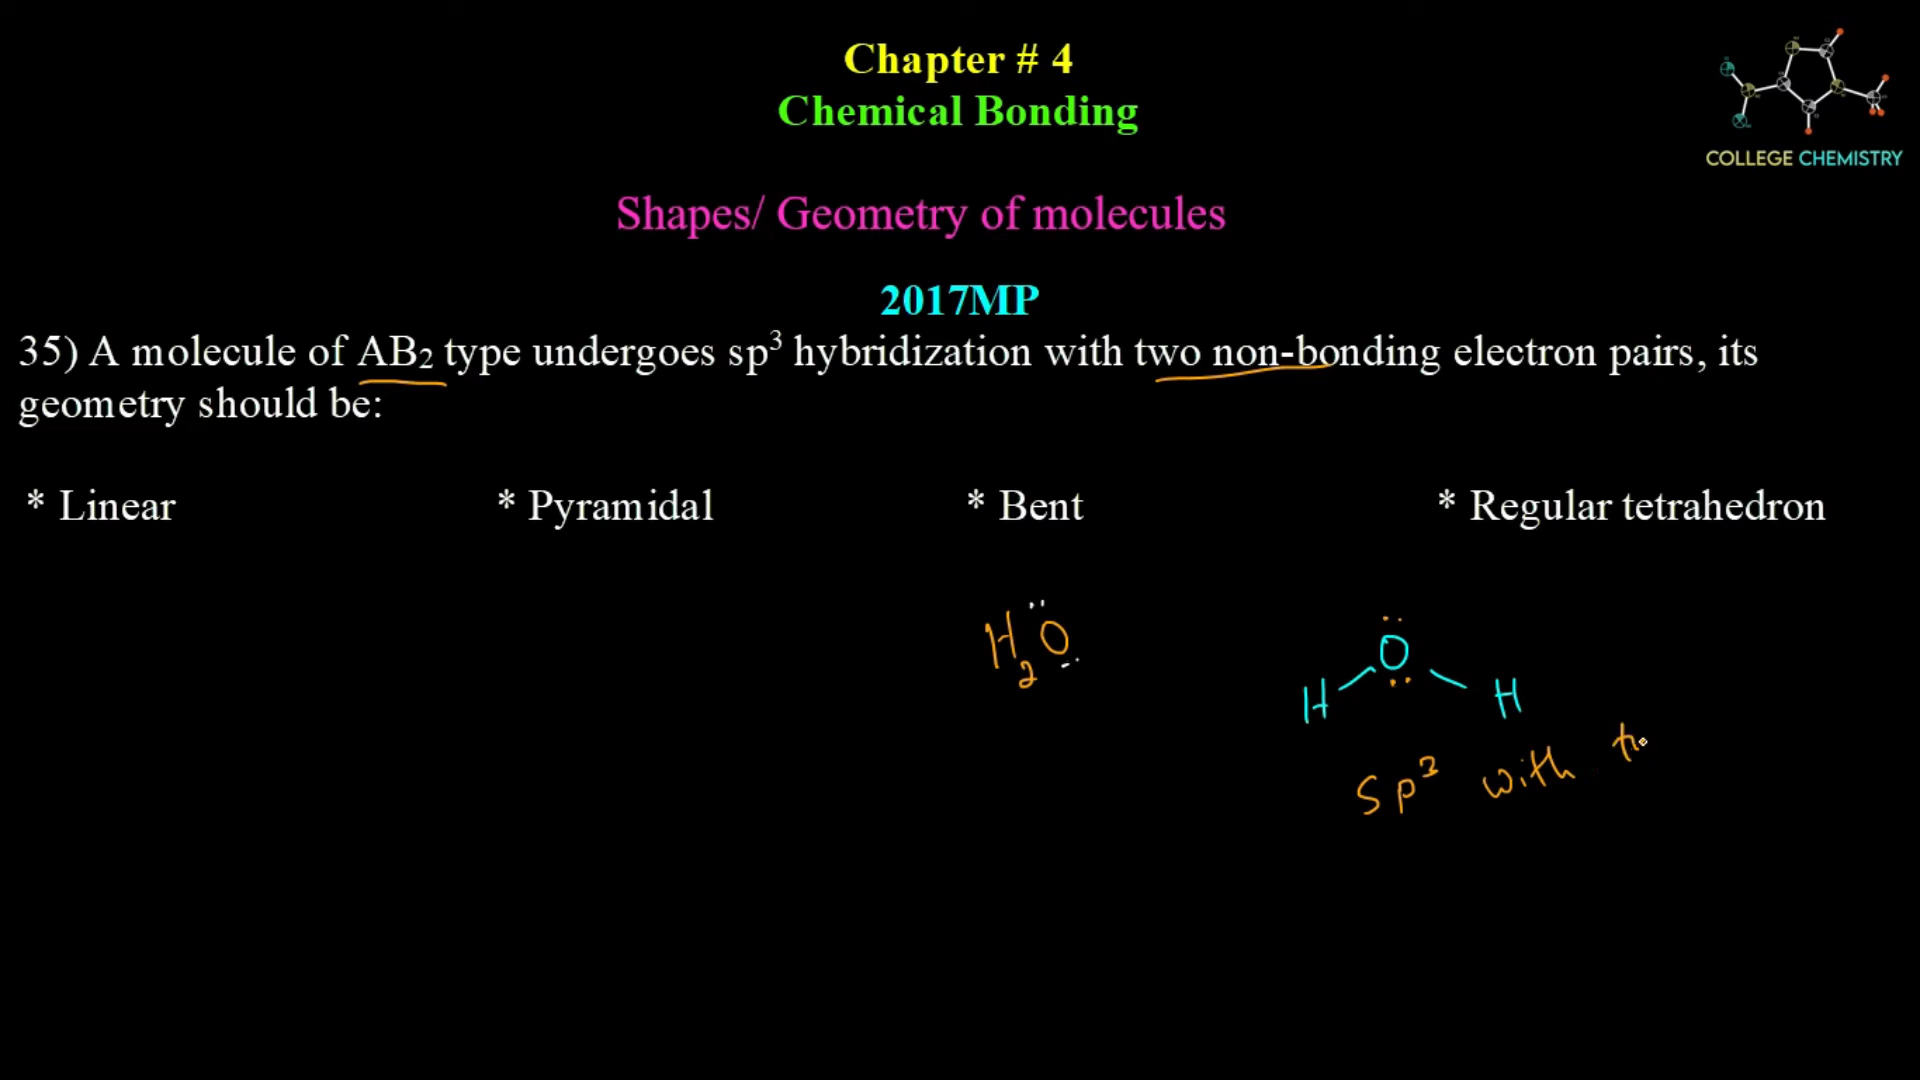 Chapter # 4
Chemical Bonding
COLLEGE CHEMISTRY
Shapes/ Geometry of molecules
2017MP
35) A molecule of AB₂ type undergoes sp³ hybridization with two non-bonding electron pairs, its
geometry should be:
* Linear * Pyramidal * Bent * Regular tetrahedron
H₂O
O
H H
Sp³ with